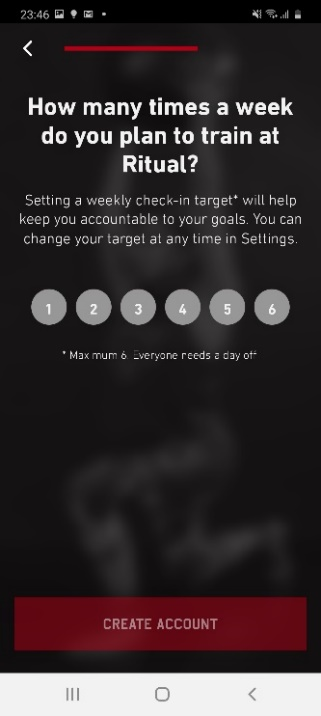 23:46
How many times a week
do you plan to train at
Ritual?
Setting a weekly check-in target* will help
keep you accountable to your goals. You can
change your target at any time in Settings.
1 2 3 4 5 6
* Maximum 6. Everyone needs a day off
CREATE ACCOUNT